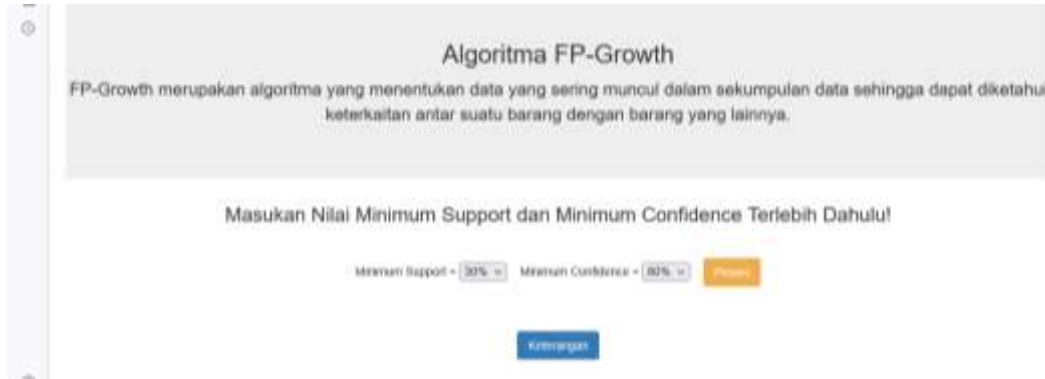 Algoritma FP-Growth
FP-Growth merupakan algoritma yang menentukan data yang sering muncul dalam sekumpulan data sehingga dapat diketahui
keterkaitan antar suatu barang dengan barang yang lainnya.
Masukan Nilai Minimum Support dan Minimum Confidence Terlebih Dahulu!
Minimum Support = 30% Minimum Confidence = 80% Proses
Keterangan